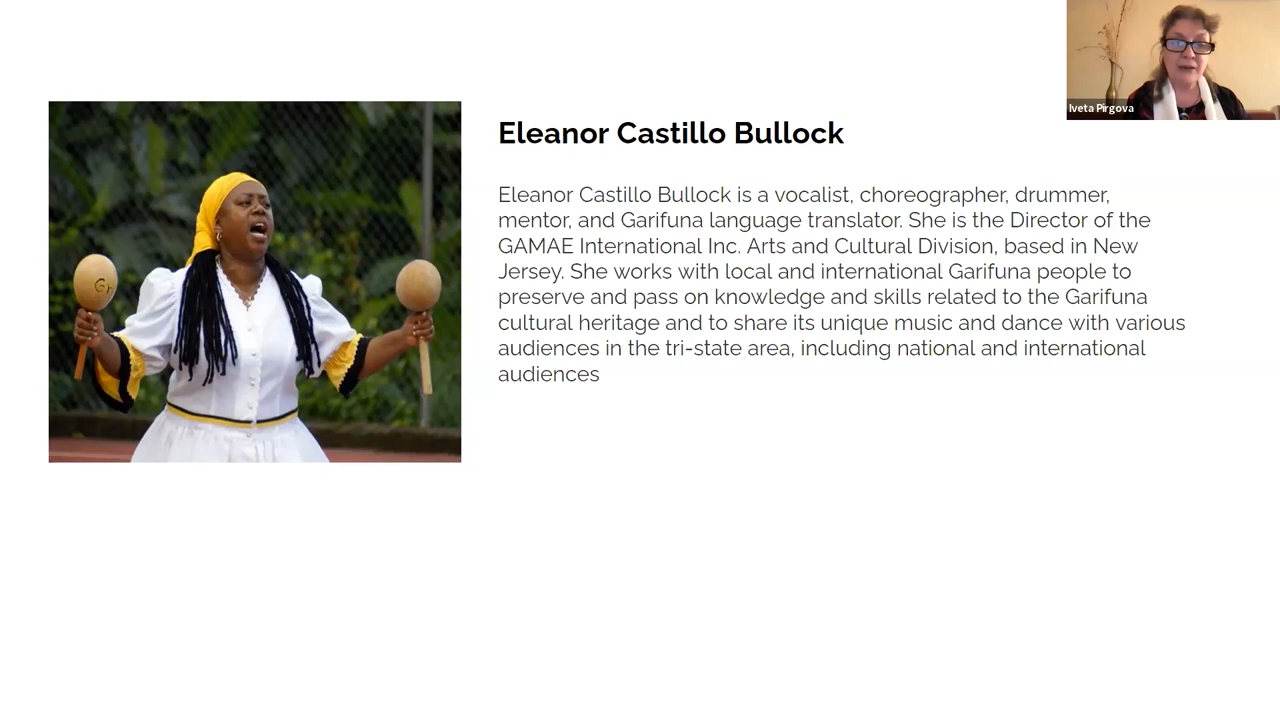 Iveta Pirgova
Eleanor Castillo Bullock
Eleanor Castillo Bullock is a vocalist, choreographer, drummer,
mentor, and Garifuna language translator. She is the Director of the
GAMAE International Inc. Arts and Cultural Division, based in New
Jersey. She works with local and international Garifuna people to
preserve and pass on knowledge and skills related to the Garifuna
cultural heritage and to share its unique music and dance with various
audiences in the tri-state area, including national and international
audiences